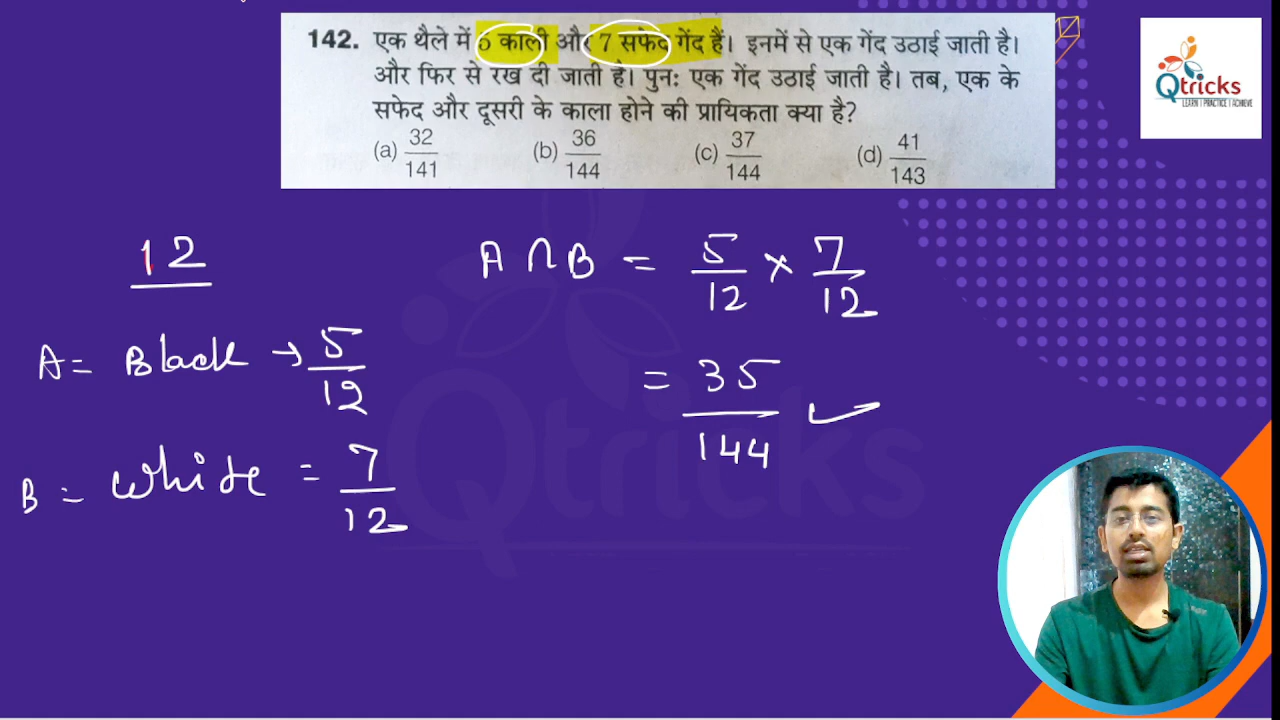 142. एक थैले में 5 काली और 7 सफेद गेंद हैं। इनमें से एक गेंद उठाई जाती है।
और फिर से रख दी जाती है। पुनः एक गेंद उठाई जाती है। तब, एक के
सफेद और दूसरी के काला होने की प्रायिकता क्या है?
(a) 32/141 (b) 36/144 (c) 37/144 (d) 41/143
Qtricks
LEARN | PRACTICE | ACHIEVE
12
A = Black → 5/12
B = White = 7/12
A ∩ B = 5/12 × 7/12
= 35/144 ✓
Qtricks